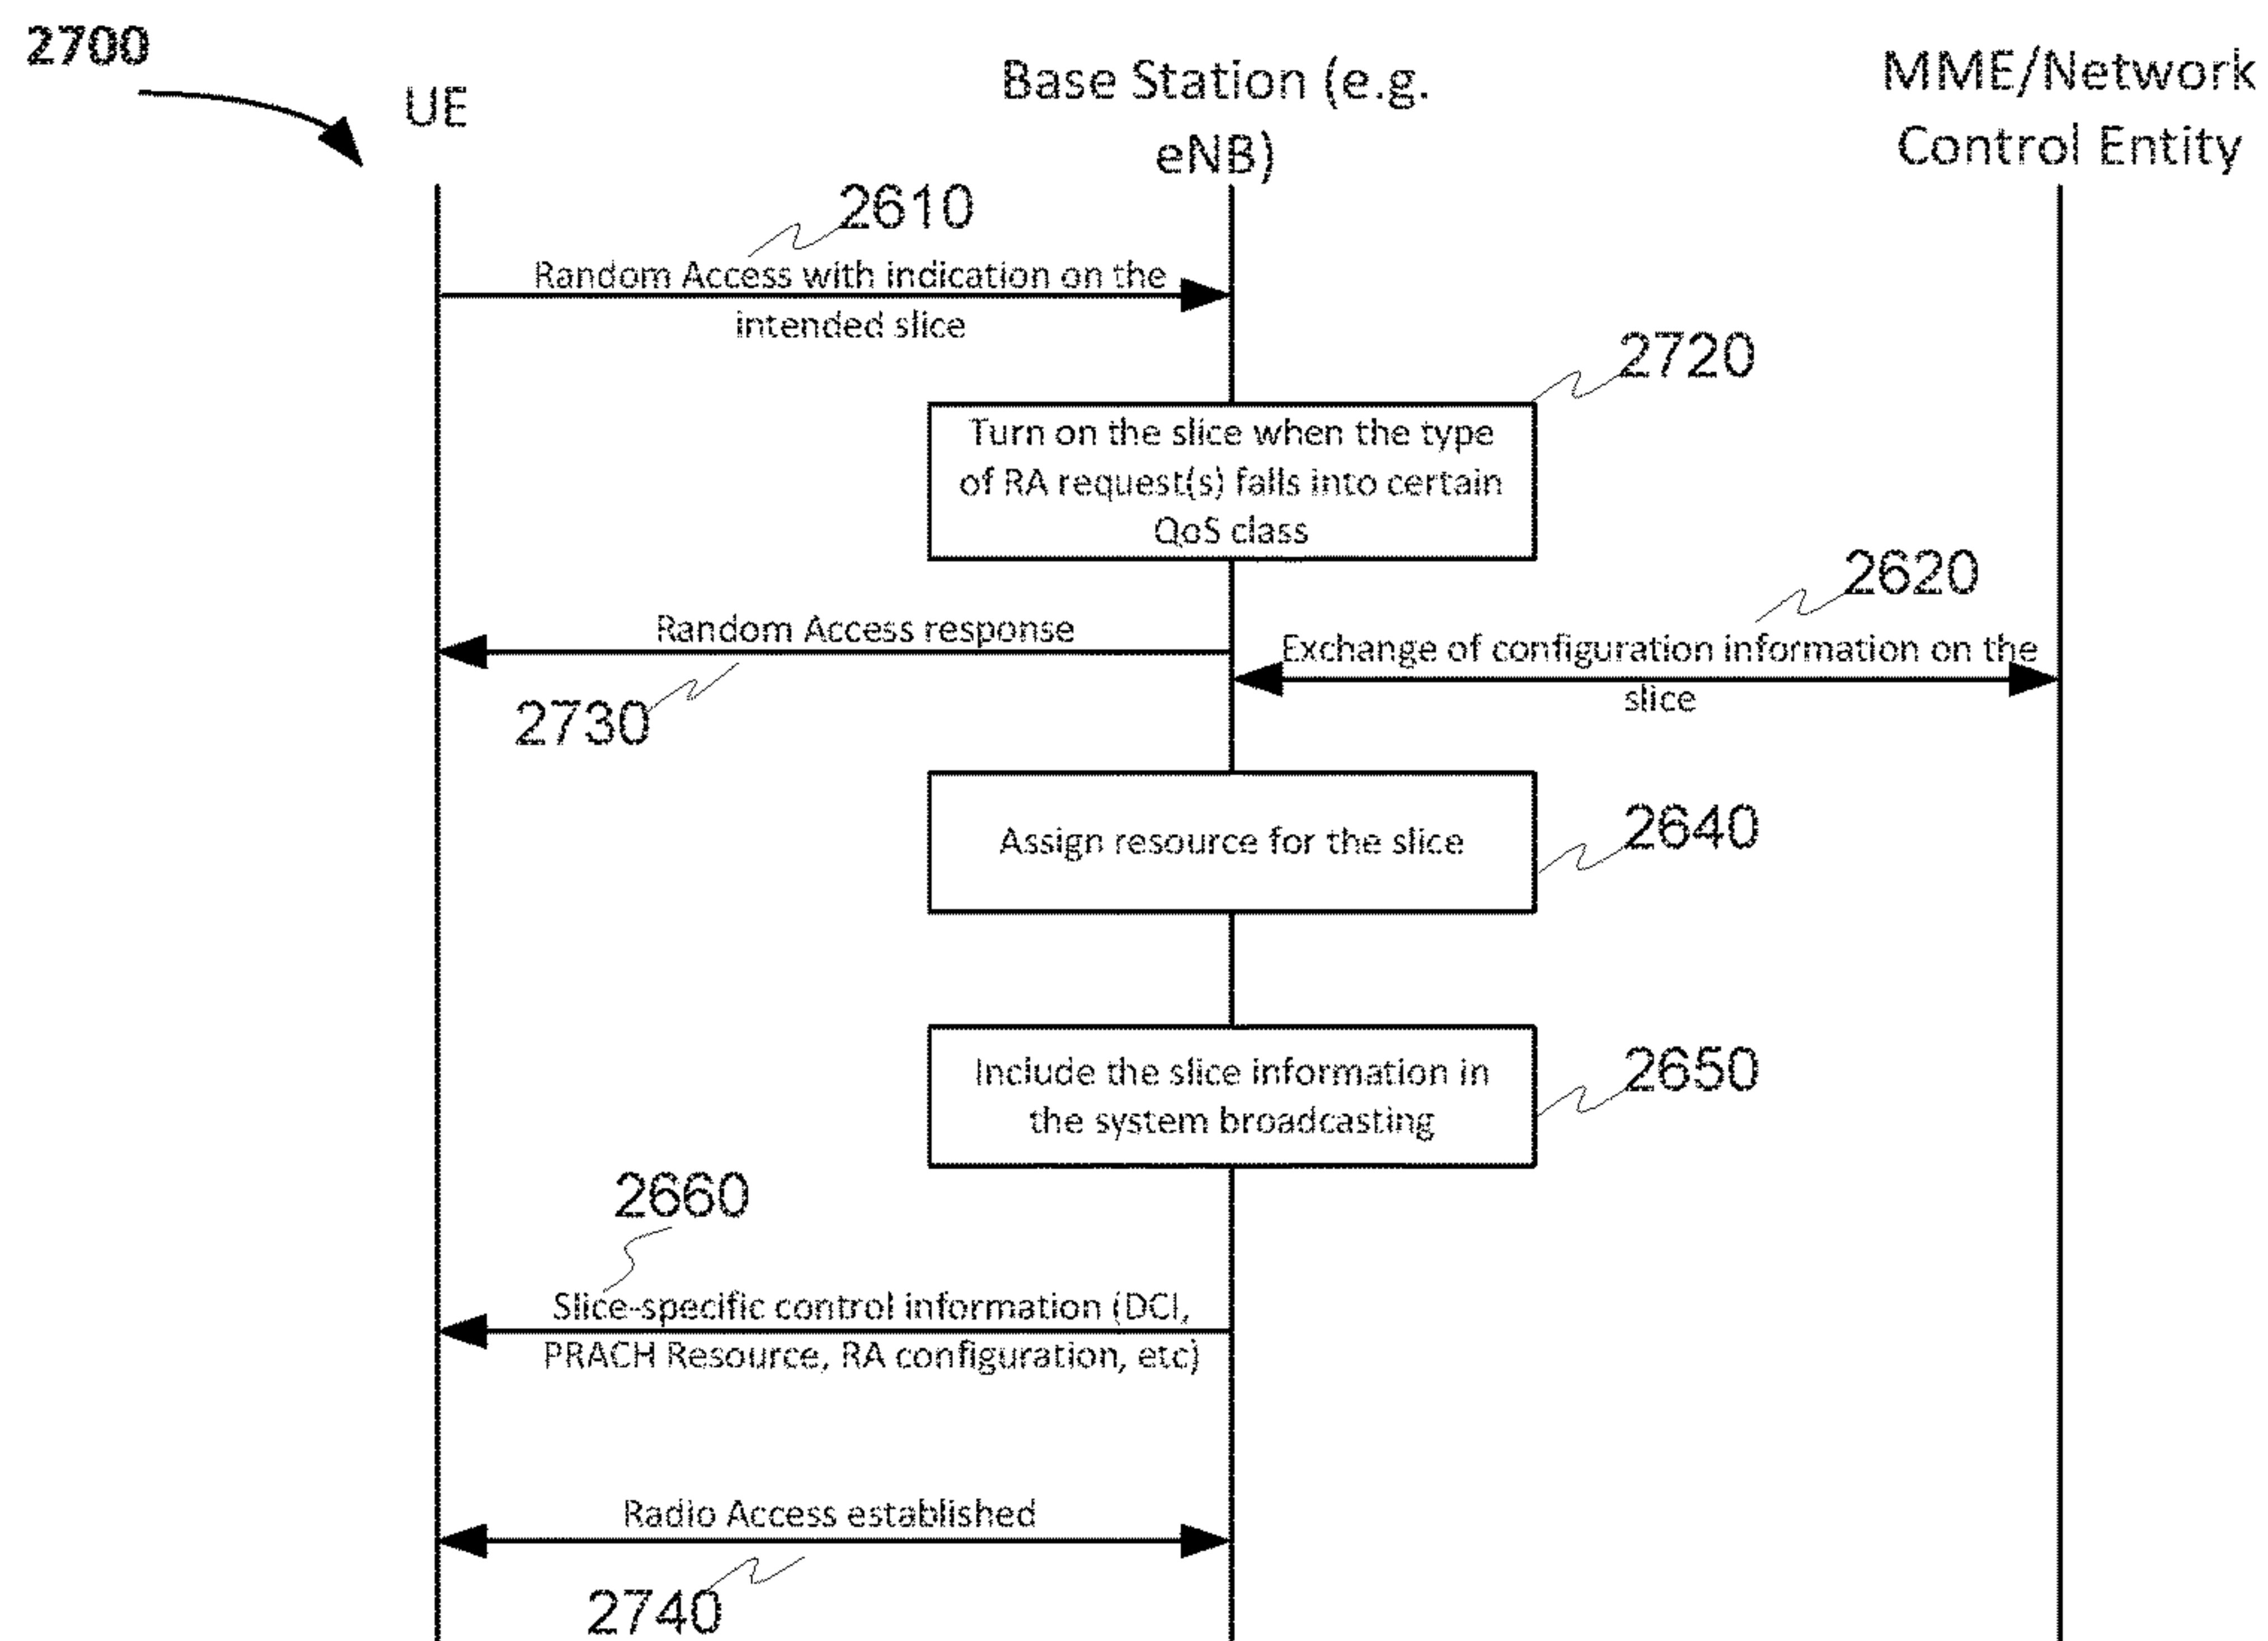 2700
UE
Base Station (e.g.
eNB)
MME/Network
Control Entity
2610
Random Access with indication on the
intended slice
2720
Turn on the slice when the type
of RA request(s) falls into certain
QoS class
2620
Random Access response
Exchange of configuration information on the
slice
2730
Assign resource for the slice
2640
Include the slice information in
the system broadcasting
2650
2660
Slice-specific control information (DCI,
PRACH Resource, RA configuration, etc)
Radio Access established
2740